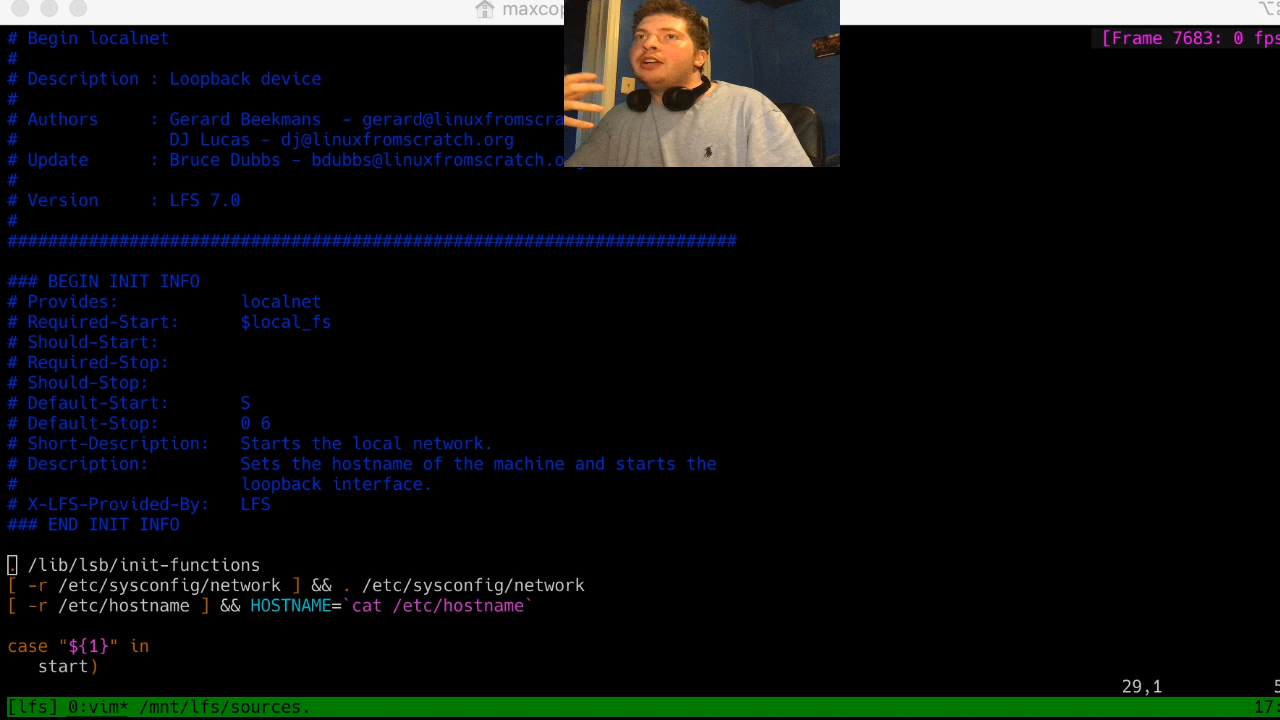 maxcop
[Frame 7683: 0 fps
# Begin localnet
#
# Description : Loopback device
#
# Authors     : Gerard Beekmans  - gerard@linuxfromscra
#               DJ Lucas - dj@linuxfromscratch.org
# Update      : Bruce Dubbs - bdubbs@linuxfromscratch.o
#
# Version     : LFS 7.0
#
########################################################################

### BEGIN INIT INFO
# Provides:            localnet
# Required-Start:      $local_fs
# Should-Start:
# Required-Stop:
# Should-Stop:
# Default-Start:       S
# Default-Stop:        0 6
# Short-Description:   Starts the local network.
# Description:         Sets the hostname of the machine and starts the
#                      loopback interface.
# X-LFS-Provided-By:   LFS
### END INIT INFO

. /lib/lsb/init-functions
[ -r /etc/sysconfig/network ] && . /etc/sysconfig/network
[ -r /etc/hostname ] && HOSTNAME=`cat /etc/hostname`

case "${1}" in
   start)
29,1
[lfs] 0:vim* /mnt/lfs/sources.
17: